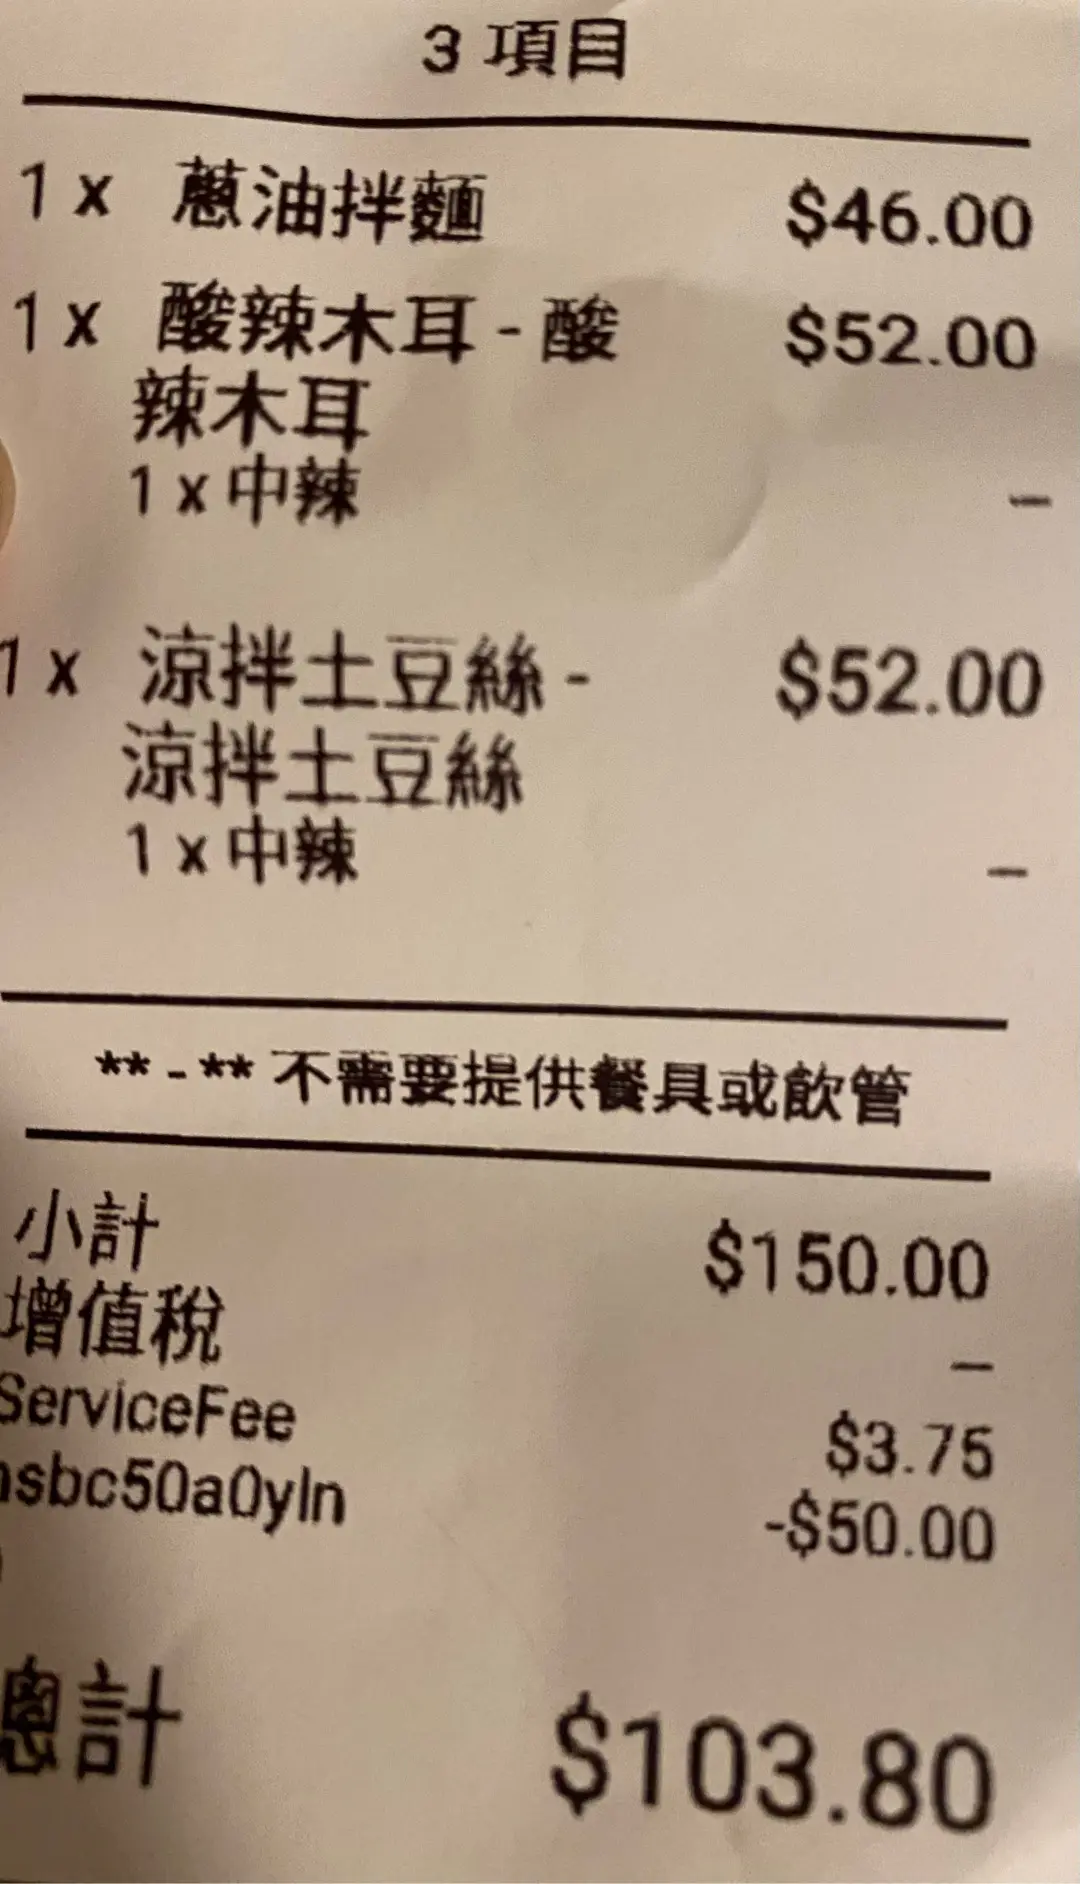 3 項目
1 x 蔥油拌麵 $46.00
1 x 酸辣木耳 - 酸 $52.00
辣木耳
1 x 中辣 –
1 x 涼拌土豆絲 - $52.00
涼拌土豆絲
1 x 中辣 –
** - ** 不需要提供餐具或飲管
小計 $150.00
增值稅 –
ServiceFee $3.75
hsbc50a0yln -$50.00
總計 $103.80